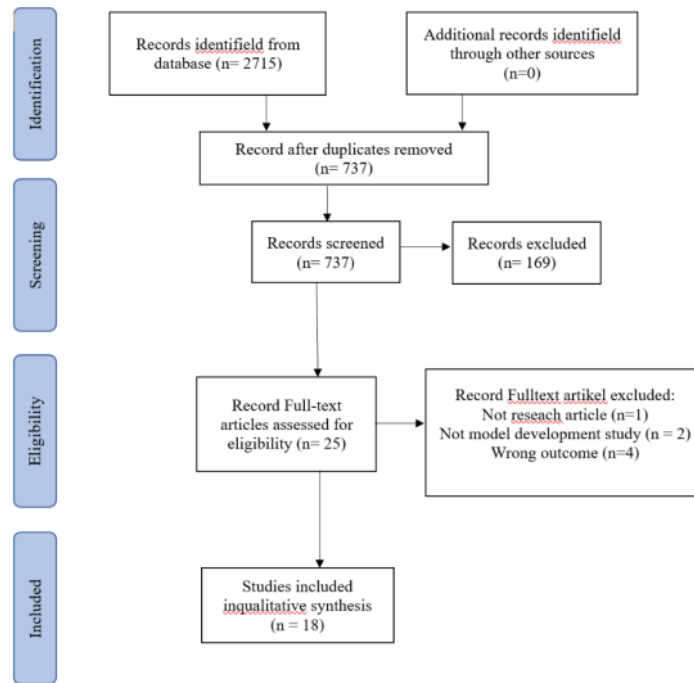 Identification
Records identifield from
database (n= 2715)
Additional records identifield
through other sources
(n=0)
Record after duplicates removed
(n= 737)
Screening
Records screened
(n= 737)
Records excluded
(n= 169)
Eligibility
Record Full-text
articles assessed for
eligibility (n= 25)
Record Fulltext artikel excluded:
Not reseach article (n=1)
Not model development study (n = 2)
Wrong outcome (n=4)
Included
Studies included
inqualitative synthesis
(n = 18)